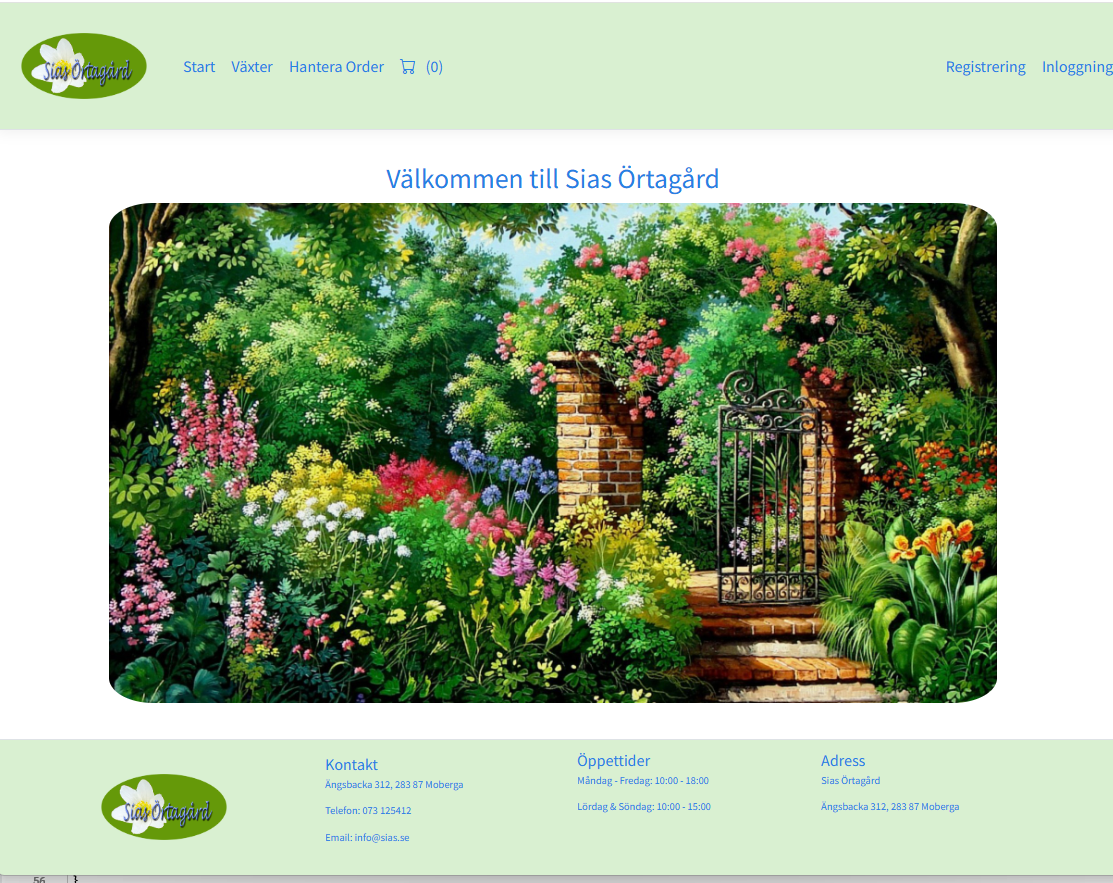 Sias Örtagård
Start Växter Hantera Order (0) Registrering Inloggning
Välkommen till Sias Örtagård
Sias Örtagård
Kontakt
Ängsbacka 312, 283 87 Moberga
Telefon: 073 125412
Email: info@sias.se
Öppettider
Måndag - Fredag: 10:00 - 18:00
Lördag & Söndag: 10:00 - 15:00
Adress
Sias Örtagård
Ängsbacka 312, 283 87 Moberga
56 }